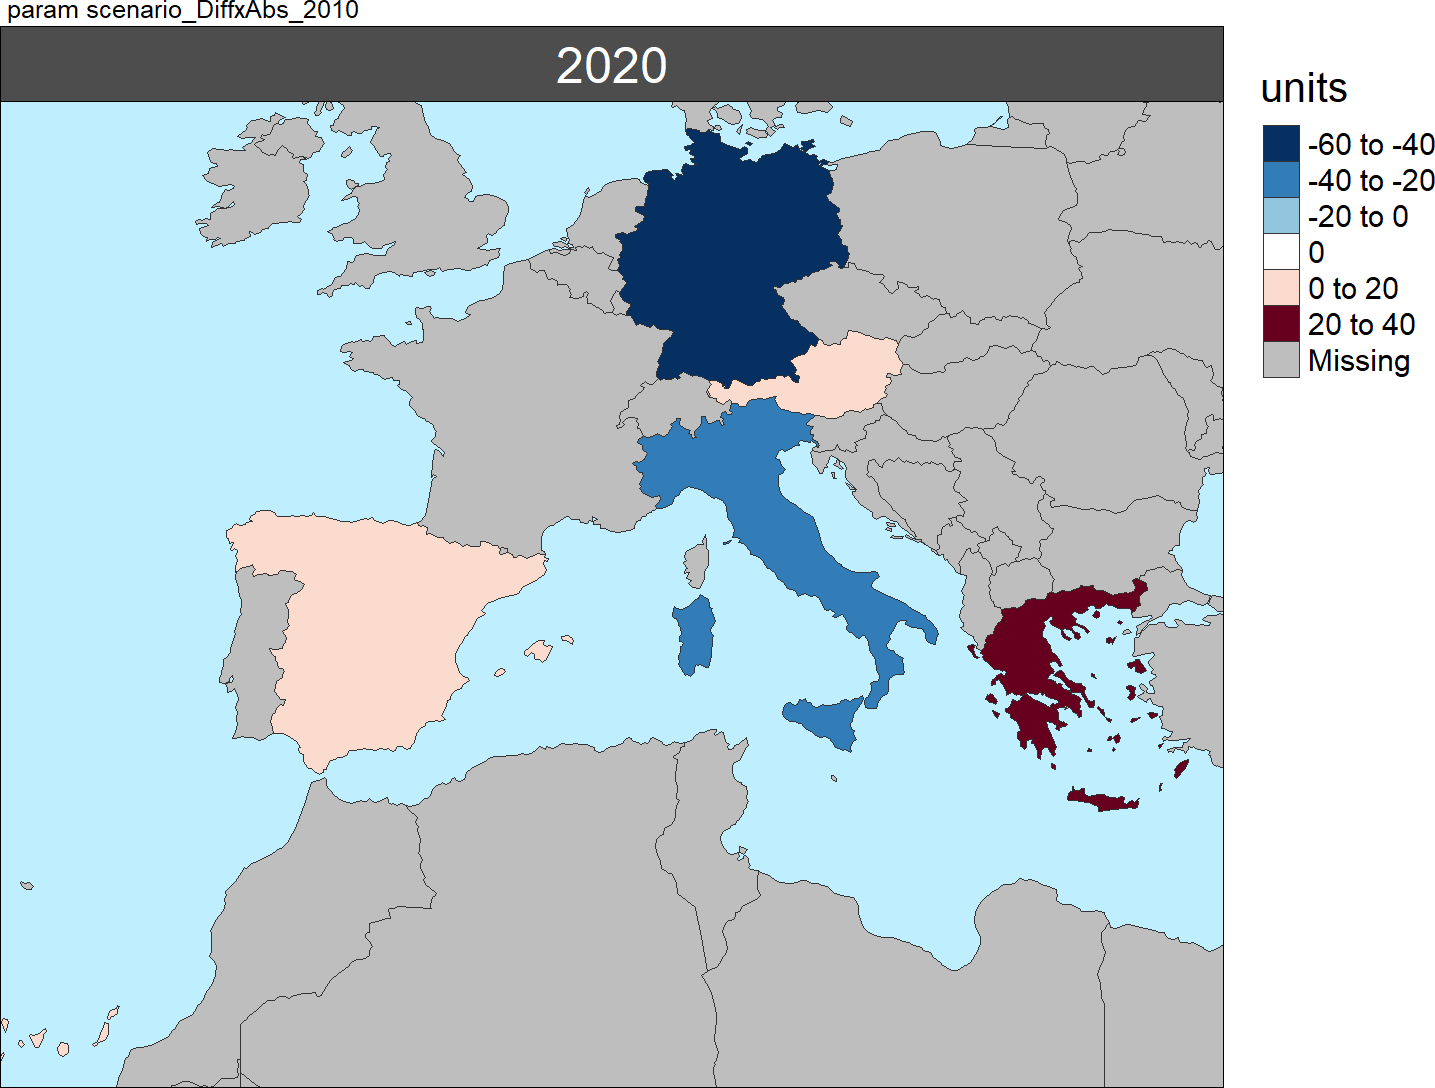 param scenario_DiffxAbs_2010
2020
units
-60 to -40
-40 to -20
-20 to 0
0
0 to 20
20 to 40
Missing